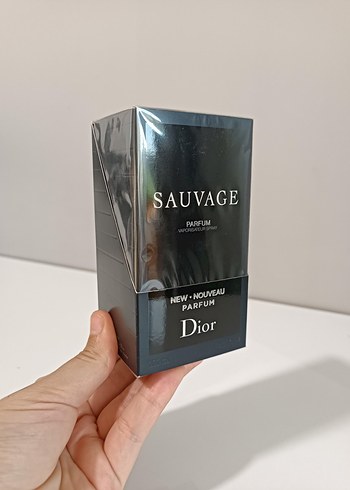 SAUVAGE
PARFUM
VAPORISATEUR SPRAY
NEW • NOUVEAU
PARFUM
Dior